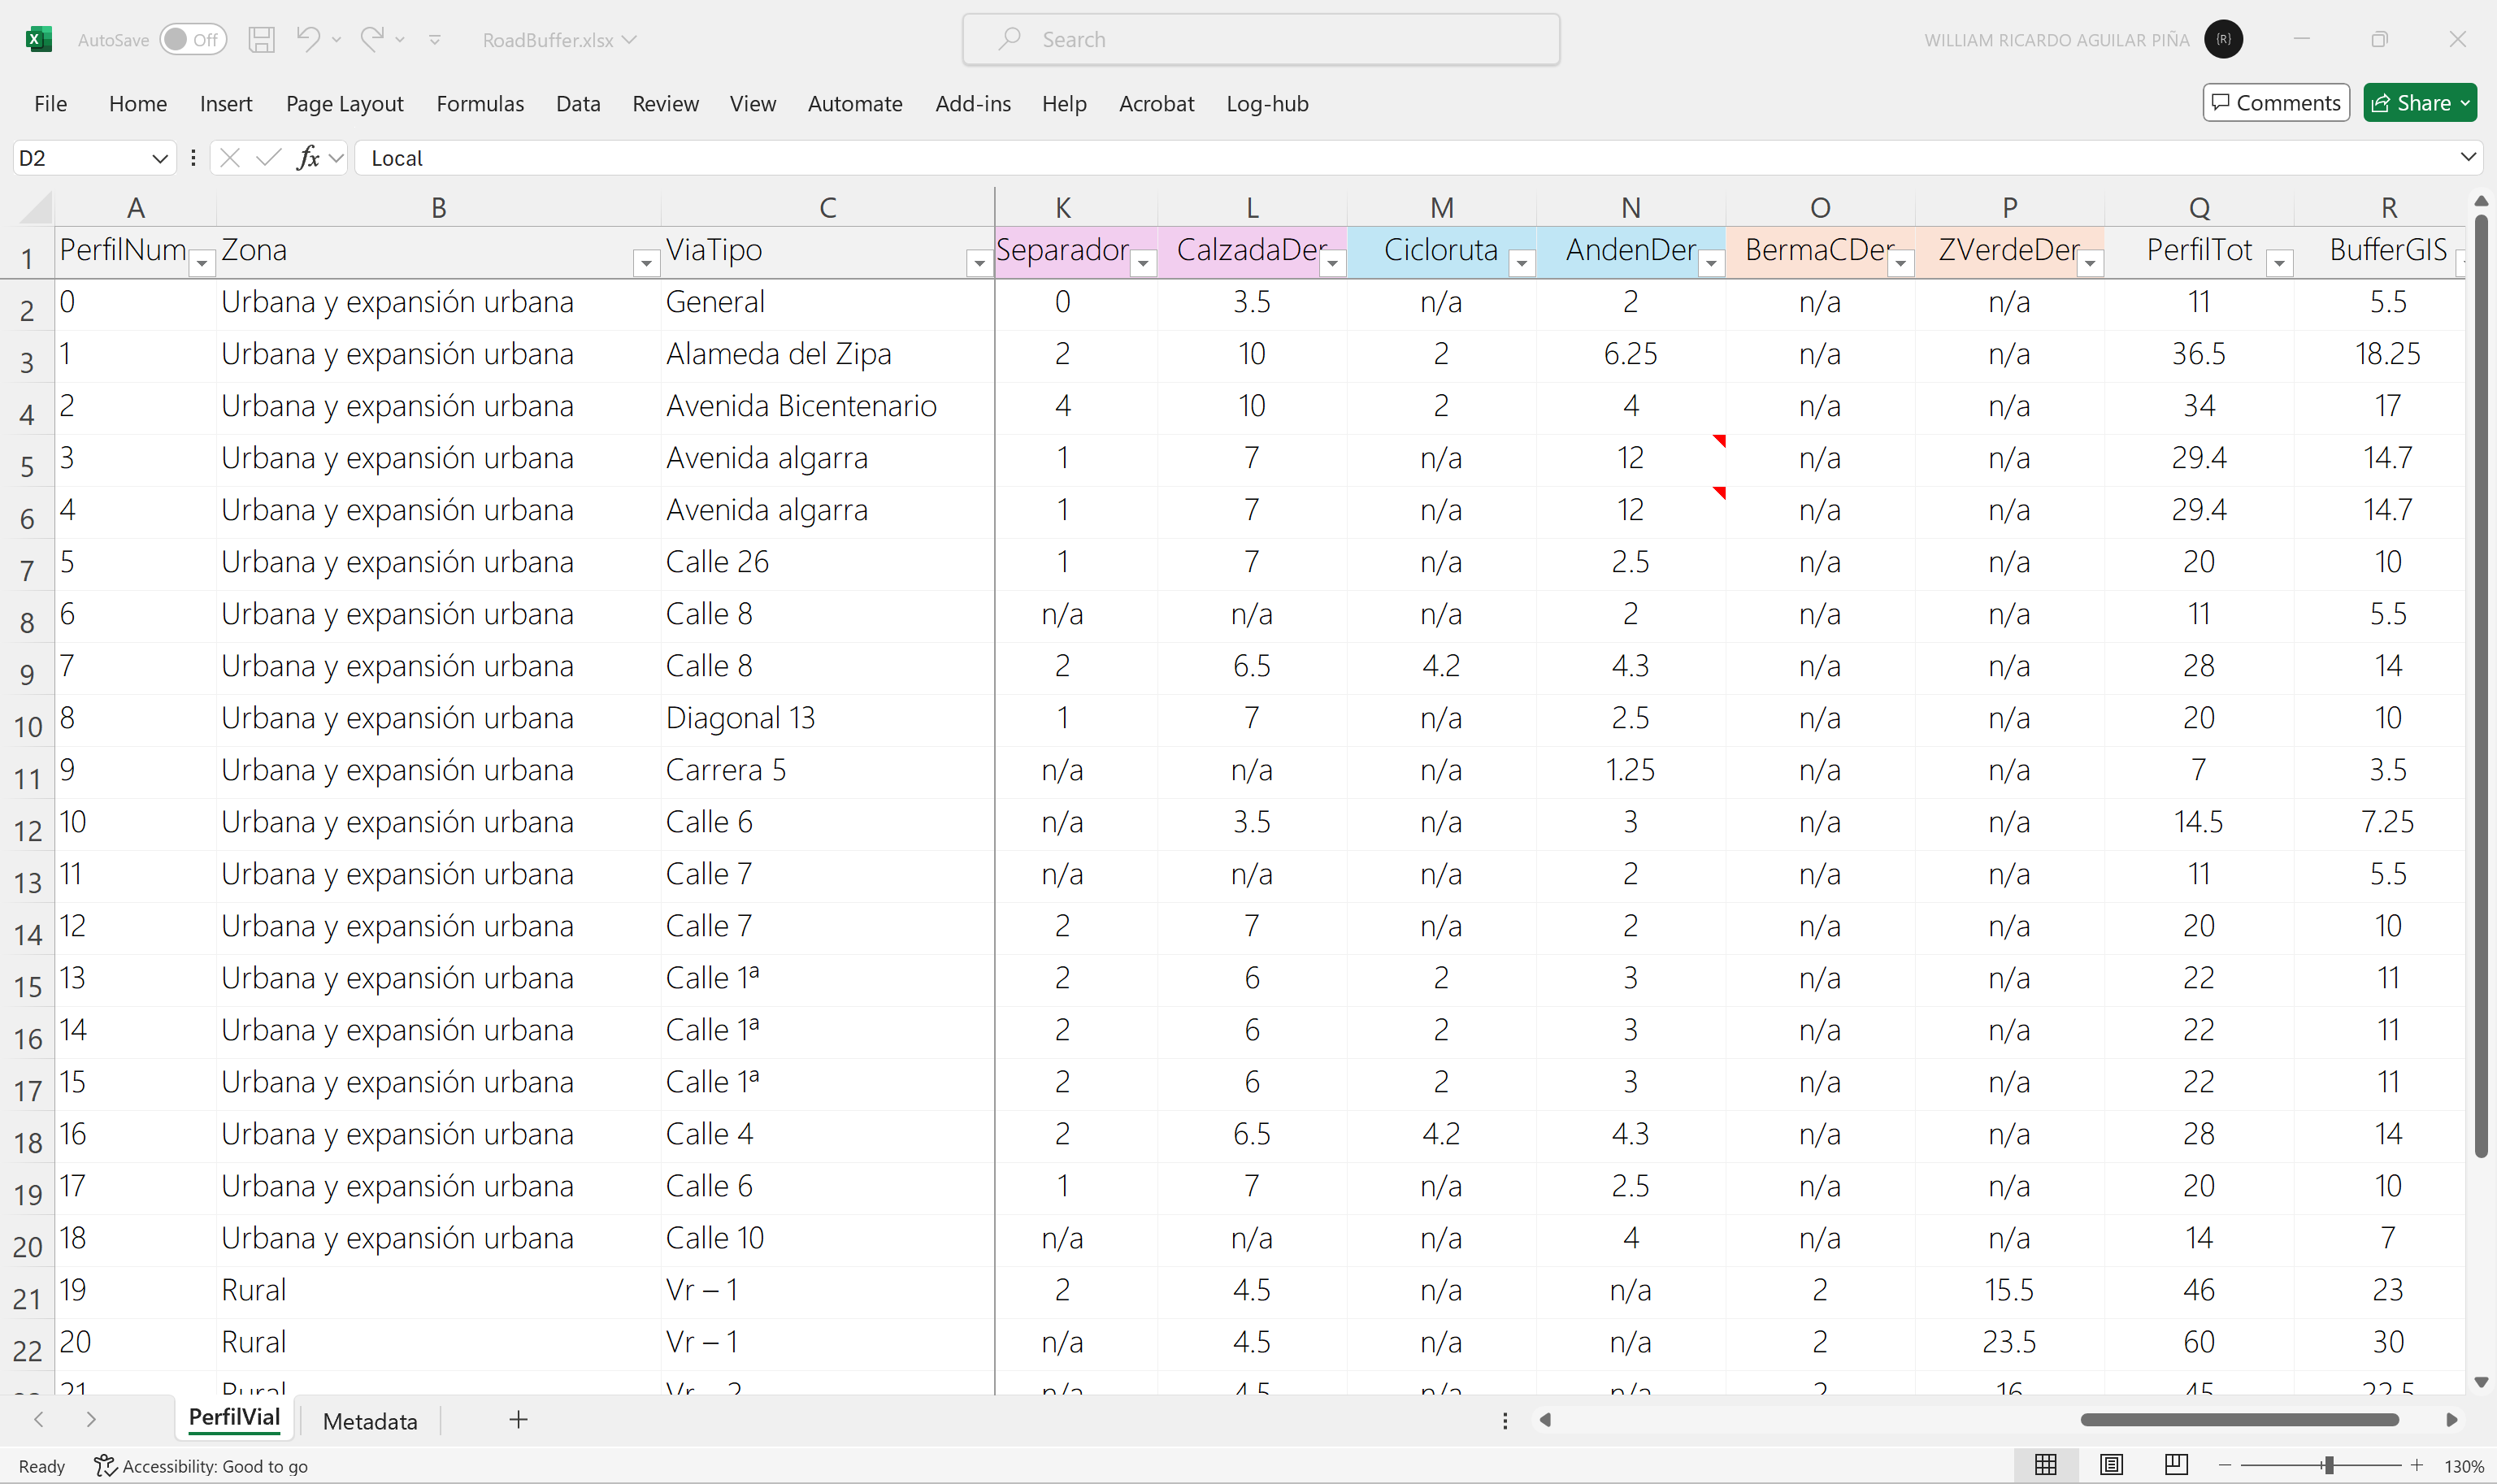 AutoSave Off RoadBuffer.xlsx Search WILLIAM RICARDO AGUILAR PIÑA {R}
File Home Insert Page Layout Formulas Data Review View Automate Add-ins Help Acrobat Log-hub Comments Share
D2 fx Local
A B C K L M N O P Q R
1 PerfilNum Zona ViaTipo Separador CalzadaDer Cicloruta AndenDer BermaCDer ZVerdeDer PerfilTot BufferGIS
2 0 Urbana y expansión urbana General 0 3.5 n/a 2 n/a n/a 11 5.5
3 1 Urbana y expansión urbana Alameda del Zipa 2 10 2 6.25 n/a n/a 36.5 18.25
4 2 Urbana y expansión urbana Avenida Bicentenario 4 10 2 4 n/a n/a 34 17
5 3 Urbana y expansión urbana Avenida algarra 1 7 n/a 12 n/a n/a 29.4 14.7
6 4 Urbana y expansión urbana Avenida algarra 1 7 n/a 12 n/a n/a 29.4 14.7
7 5 Urbana y expansión urbana Calle 26 1 7 n/a 2.5 n/a n/a 20 10
8 6 Urbana y expansión urbana Calle 8 n/a n/a n/a 2 n/a n/a 11 5.5
9 7 Urbana y expansión urbana Calle 8 2 6.5 4.2 4.3 n/a n/a 28 14
10 8 Urbana y expansión urbana Diagonal 13 1 7 n/a 2.5 n/a n/a 20 10
11 9 Urbana y expansión urbana Carrera 5 n/a n/a n/a 1.25 n/a n/a 7 3.5
12 10 Urbana y expansión urbana Calle 6 n/a 3.5 n/a 3 n/a n/a 14.5 7.25
13 11 Urbana y expansión urbana Calle 7 n/a n/a n/a 2 n/a n/a 11 5.5
14 12 Urbana y expansión urbana Calle 7 2 7 n/a 2 n/a n/a 20 10
15 13 Urbana y expansión urbana Calle 1ª 2 6 2 3 n/a n/a 22 11
16 14 Urbana y expansión urbana Calle 1ª 2 6 2 3 n/a n/a 22 11
17 15 Urbana y expansión urbana Calle 1ª 2 6 2 3 n/a n/a 22 11
18 16 Urbana y expansión urbana Calle 4 2 6.5 4.2 4.3 n/a n/a 28 14
19 17 Urbana y expansión urbana Calle 6 1 7 n/a 2.5 n/a n/a 20 10
20 18 Urbana y expansión urbana Calle 10 n/a n/a n/a 4 n/a n/a 14 7
21 19 Rural Vr – 1 2 4.5 n/a n/a 2 15.5 46 23
22 20 Rural Vr – 1 n/a 4.5 n/a n/a 2 23.5 60 30
21 Rural Vr – 2 n/a 4.5 n/a n/a 2 16 45 22.5
PerfilVial Metadata
Ready Accessibility: Good to go 130%